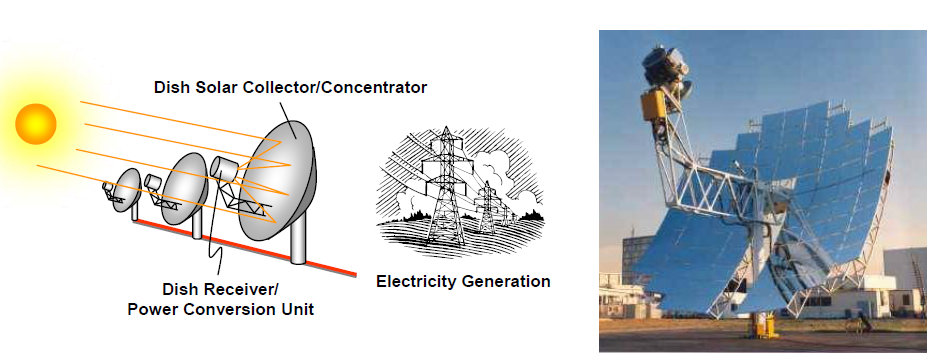 Dish Solar Collector/Concentrator
Dish Receiver/
Power Conversion Unit
Electricity Generation